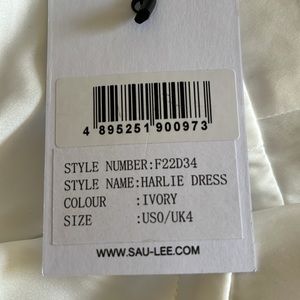 4 895251 900973
STYLE NUMBER:F22D34
STYLE NAME:HARLIE DRESS
COLOUR :IVORY
SIZE :US0/UK4
WWW.SAU-LEE.COM